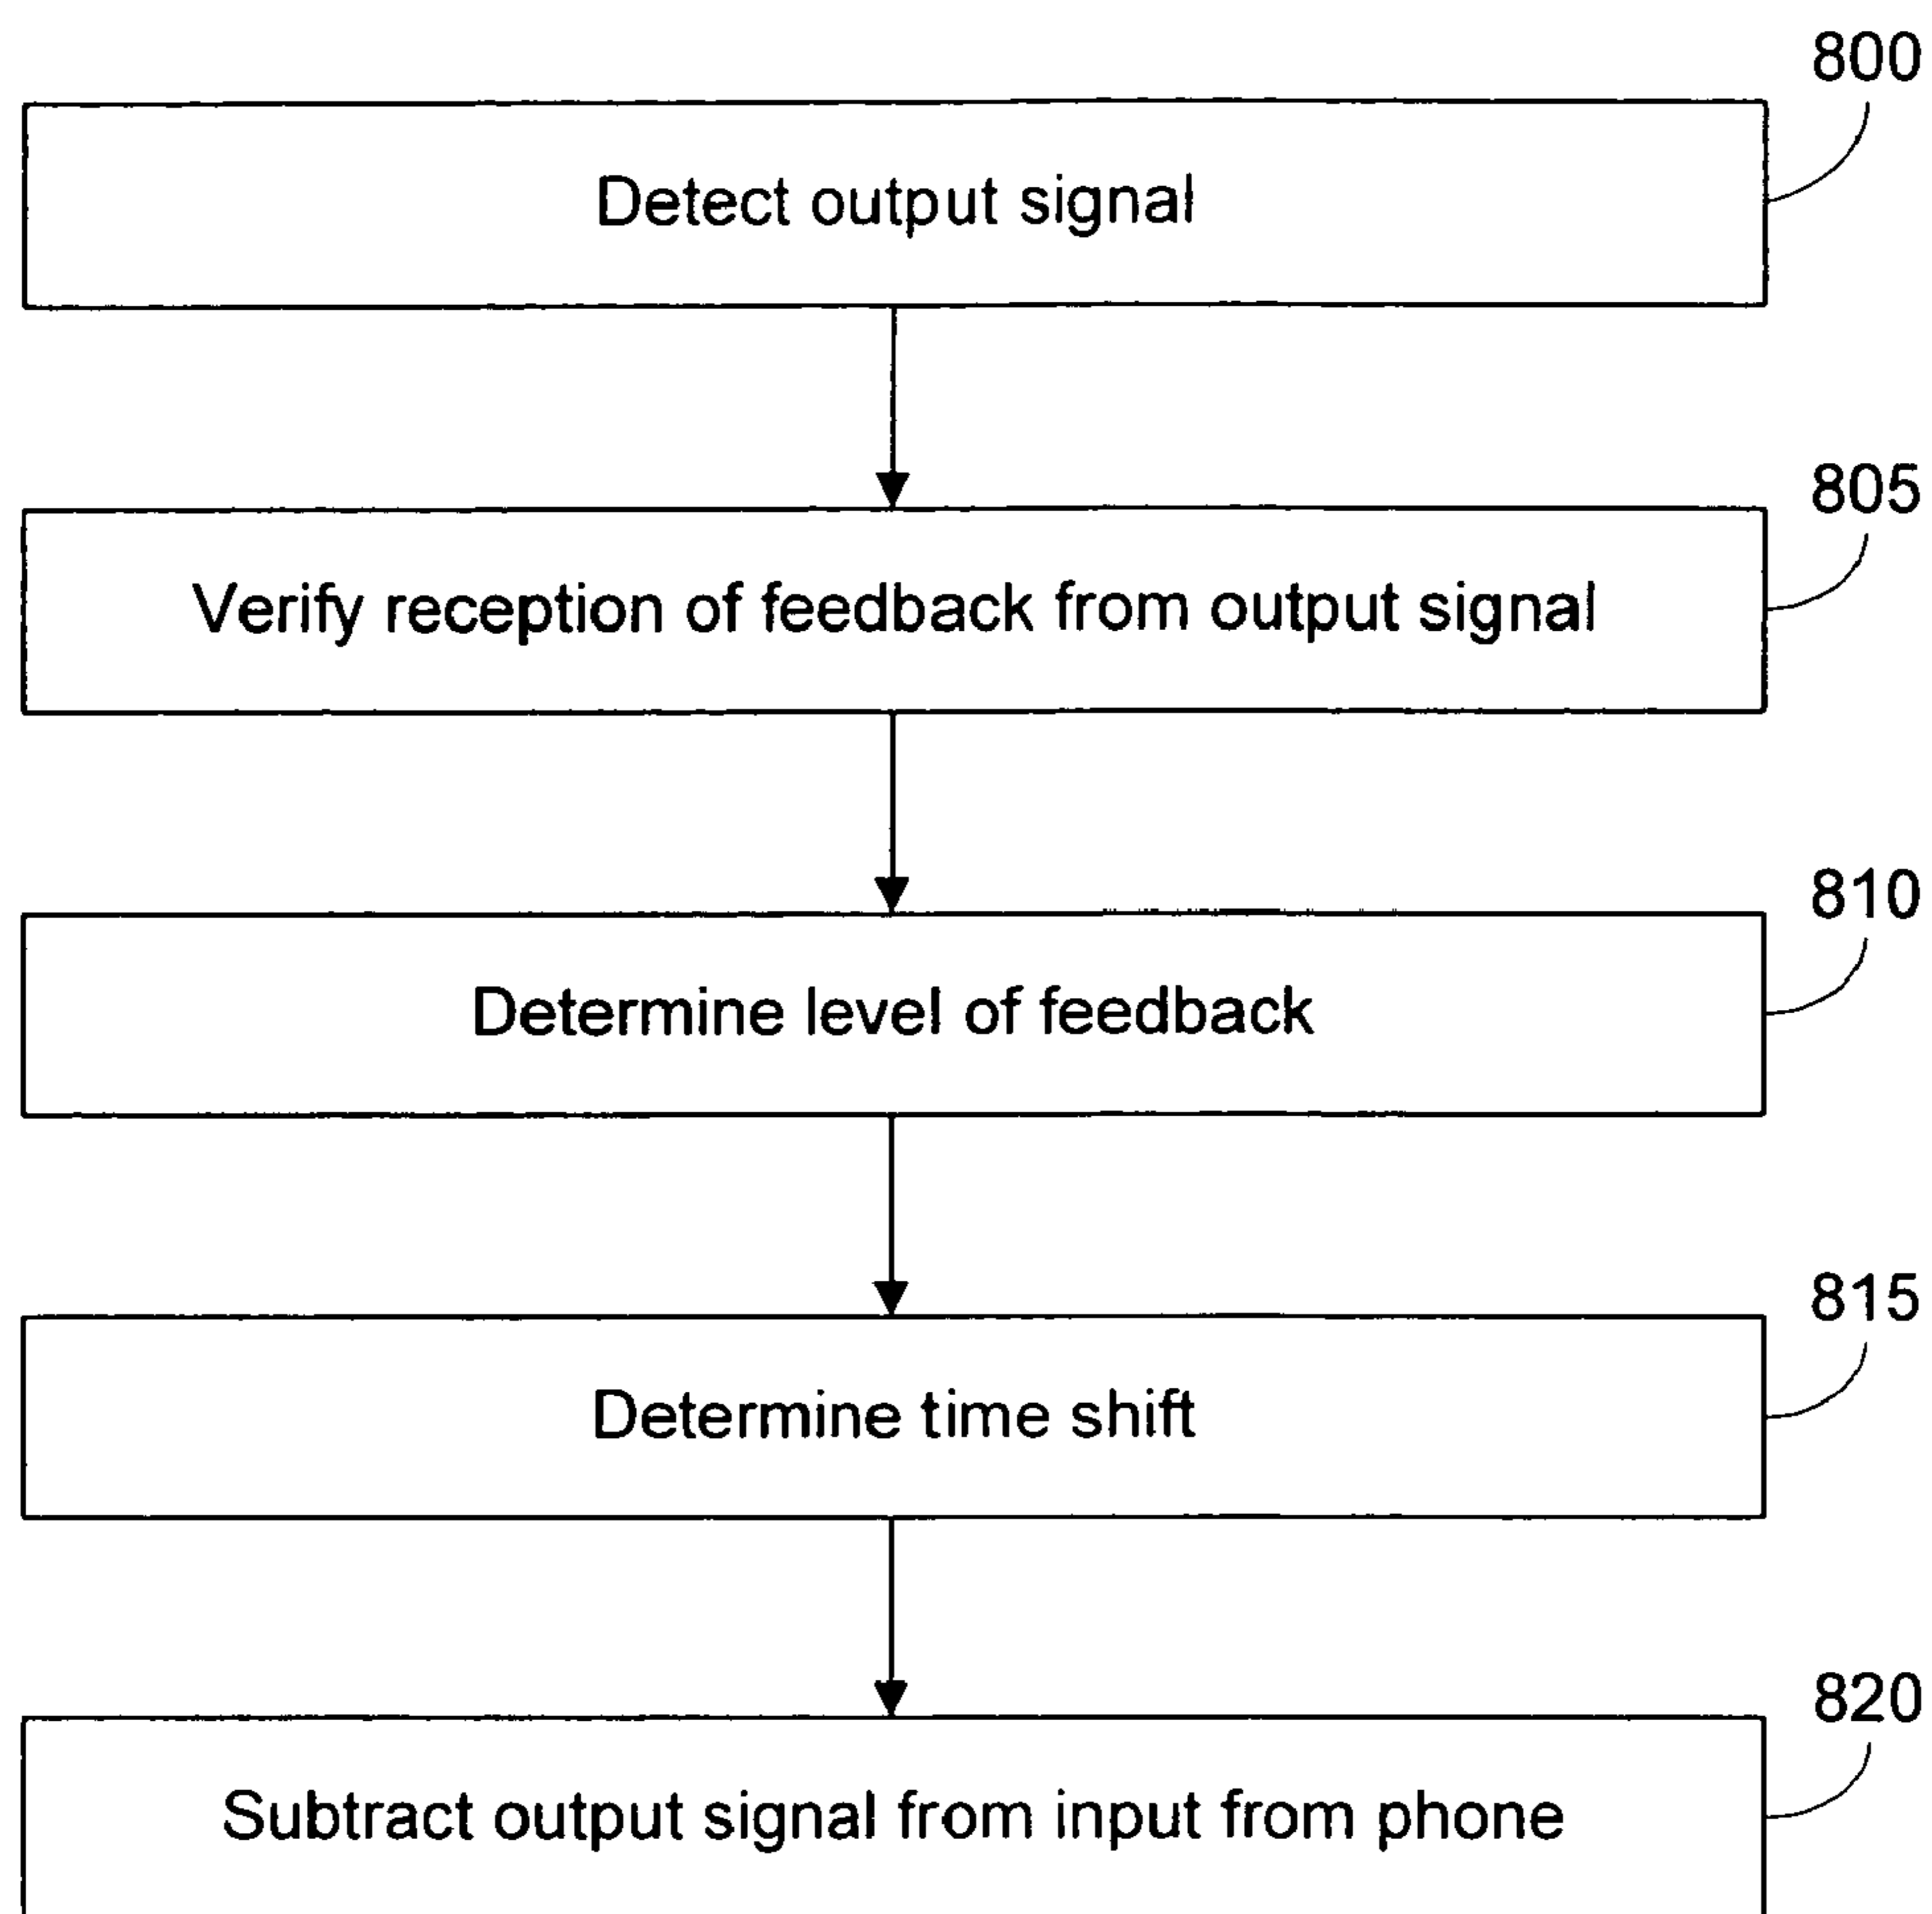 800
Detect output signal
805
Verify reception of feedback from output signal
810
Determine level of feedback
815
Determine time shift
820
Subtract output signal from input from phone